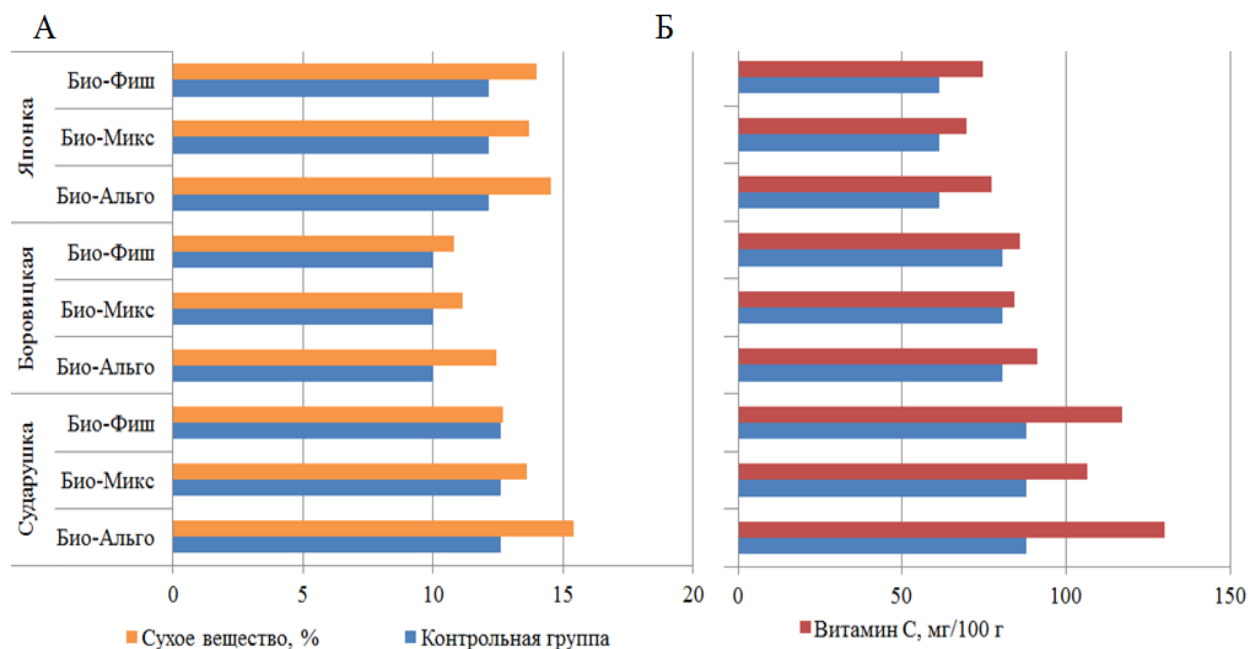 А
Б
Японка
Био-Фиш
Био-Микс
Био-Альго
Боровицкая
Био-Фиш
Био-Микс
Био-Альго
Сударушка
Био-Фиш
Био-Микс
Био-Альго
0 5 10 15 20
0 50 100 150
Сухое вещество, % Контрольная группа
Витамин С, мг/100 г